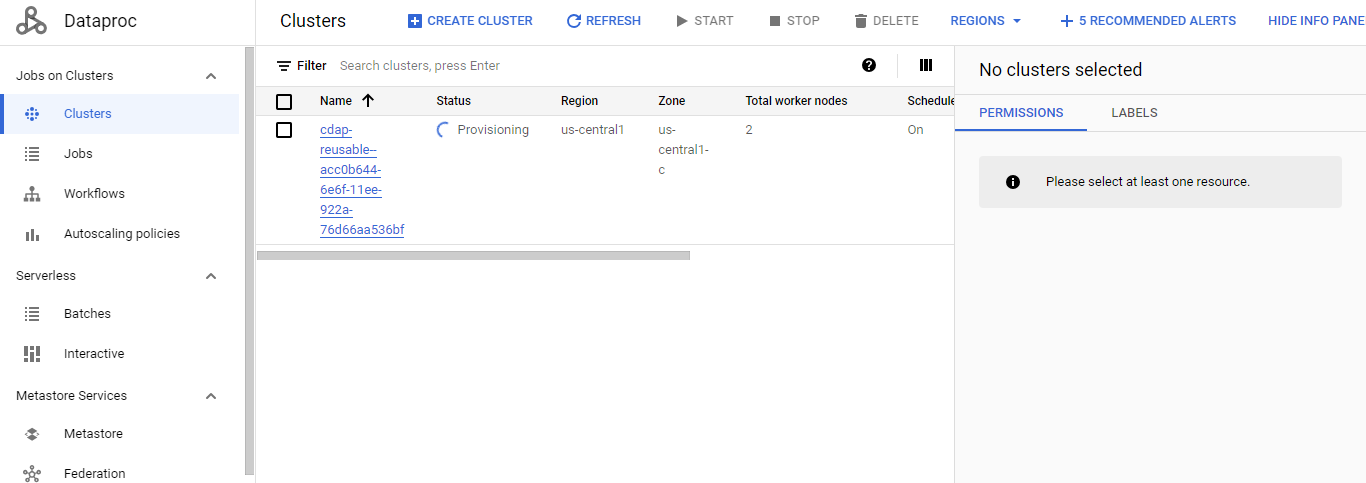 Dataproc
Clusters
CREATE CLUSTER
REFRESH
START
STOP
DELETE
REGIONS
5 RECOMMENDED ALERTS
HIDE INFO PANE
Jobs on Clusters
Clusters
Jobs
Workflows
Autoscaling policies
Serverless
Batches
Interactive
Metastore Services
Metastore
Federation
Filter Search clusters, press Enter
Name Status Region Zone Total worker nodes Schedule
cdap-
reusable--
acc0b644-
6e6f-11ee-
922a-
76d66aa536bf
Provisioning
us-central1
us-
central1-
c
2
On
No clusters selected
PERMISSIONS LABELS
Please select at least one resource.